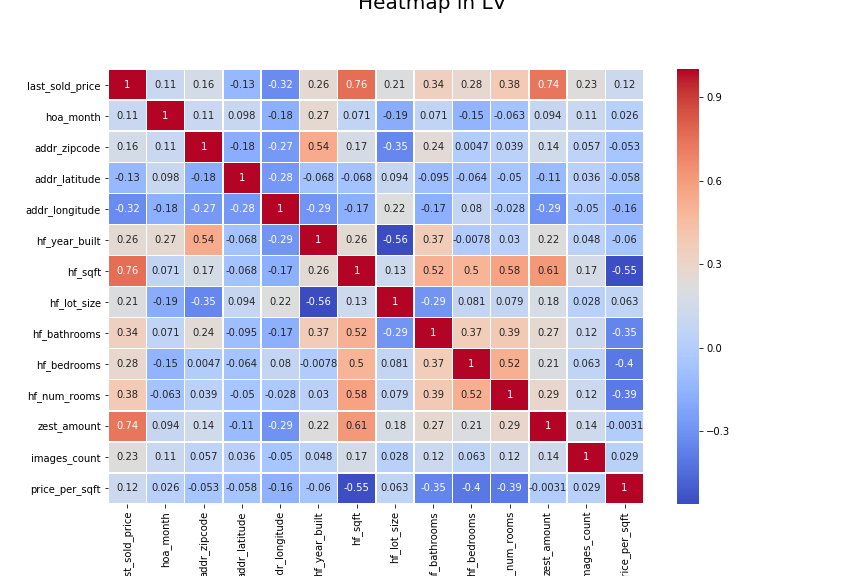 Heatmap in LV
last_sold_price 1 0.11 0.16 -0.13 -0.32 0.26 0.76 0.21 0.34 0.28 0.38 0.74 0.23 0.12
hoa_month 0.11 1 0.11 0.098 -0.18 0.27 0.071 -0.19 0.071 -0.15 -0.063 0.094 0.11 0.026
addr_zipcode 0.16 0.11 1 -0.18 -0.27 0.54 0.17 -0.35 0.24 0.0047 0.039 0.14 0.057 -0.053
addr_latitude -0.13 0.098 -0.18 1 -0.28 -0.068 -0.068 0.094 -0.095 -0.064 -0.05 -0.11 0.036 -0.058
addr_longitude -0.32 -0.18 -0.27 -0.28 1 -0.29 -0.17 0.22 -0.17 0.08 -0.028 -0.29 -0.05 -0.16
hf_year_built 0.26 0.27 0.54 -0.068 -0.29 1 0.26 -0.56 0.37 -0.0078 0.03 0.22 0.048 -0.06
hf_sqft 0.76 0.071 0.17 -0.068 -0.17 0.26 1 0.13 0.52 0.5 0.58 0.61 0.17 -0.55
hf_lot_size 0.21 -0.19 -0.35 0.094 0.22 -0.56 0.13 1 -0.29 0.081 0.079 0.18 0.028 0.063
hf_bathrooms 0.34 0.071 0.24 -0.095 -0.17 0.37 0.52 -0.29 1 0.37 0.39 0.27 0.12 -0.35
hf_bedrooms 0.28 -0.15 0.0047 -0.064 0.08 -0.0078 0.5 0.081 0.37 1 0.52 0.21 0.063 -0.4
hf_num_rooms 0.38 -0.063 0.039 -0.05 -0.028 0.03 0.58 0.079 0.39 0.52 1 0.29 0.12 -0.39
zest_amount 0.74 0.094 0.14 -0.11 -0.29 0.22 0.61 0.18 0.27 0.21 0.29 1 0.14 -0.0031
images_count 0.23 0.11 0.057 0.036 -0.05 0.048 0.17 0.028 0.12 0.063 0.12 0.14 1 0.029
price_per_sqft 0.12 0.026 -0.053 -0.058 -0.16 -0.06 -0.55 0.063 -0.35 -0.4 -0.39 -0.0031 0.029 1
st_sold_price
hoa_month
addr_zipcode
addr_latitude
dr_longitude
hf_year_built
hf_sqft
hf_lot_size
f_bathrooms
hf_bedrooms
_num_rooms
zest_amount
mages_count
rice_per_sqft
0.9
0.6
0.3
0.0
−0.3